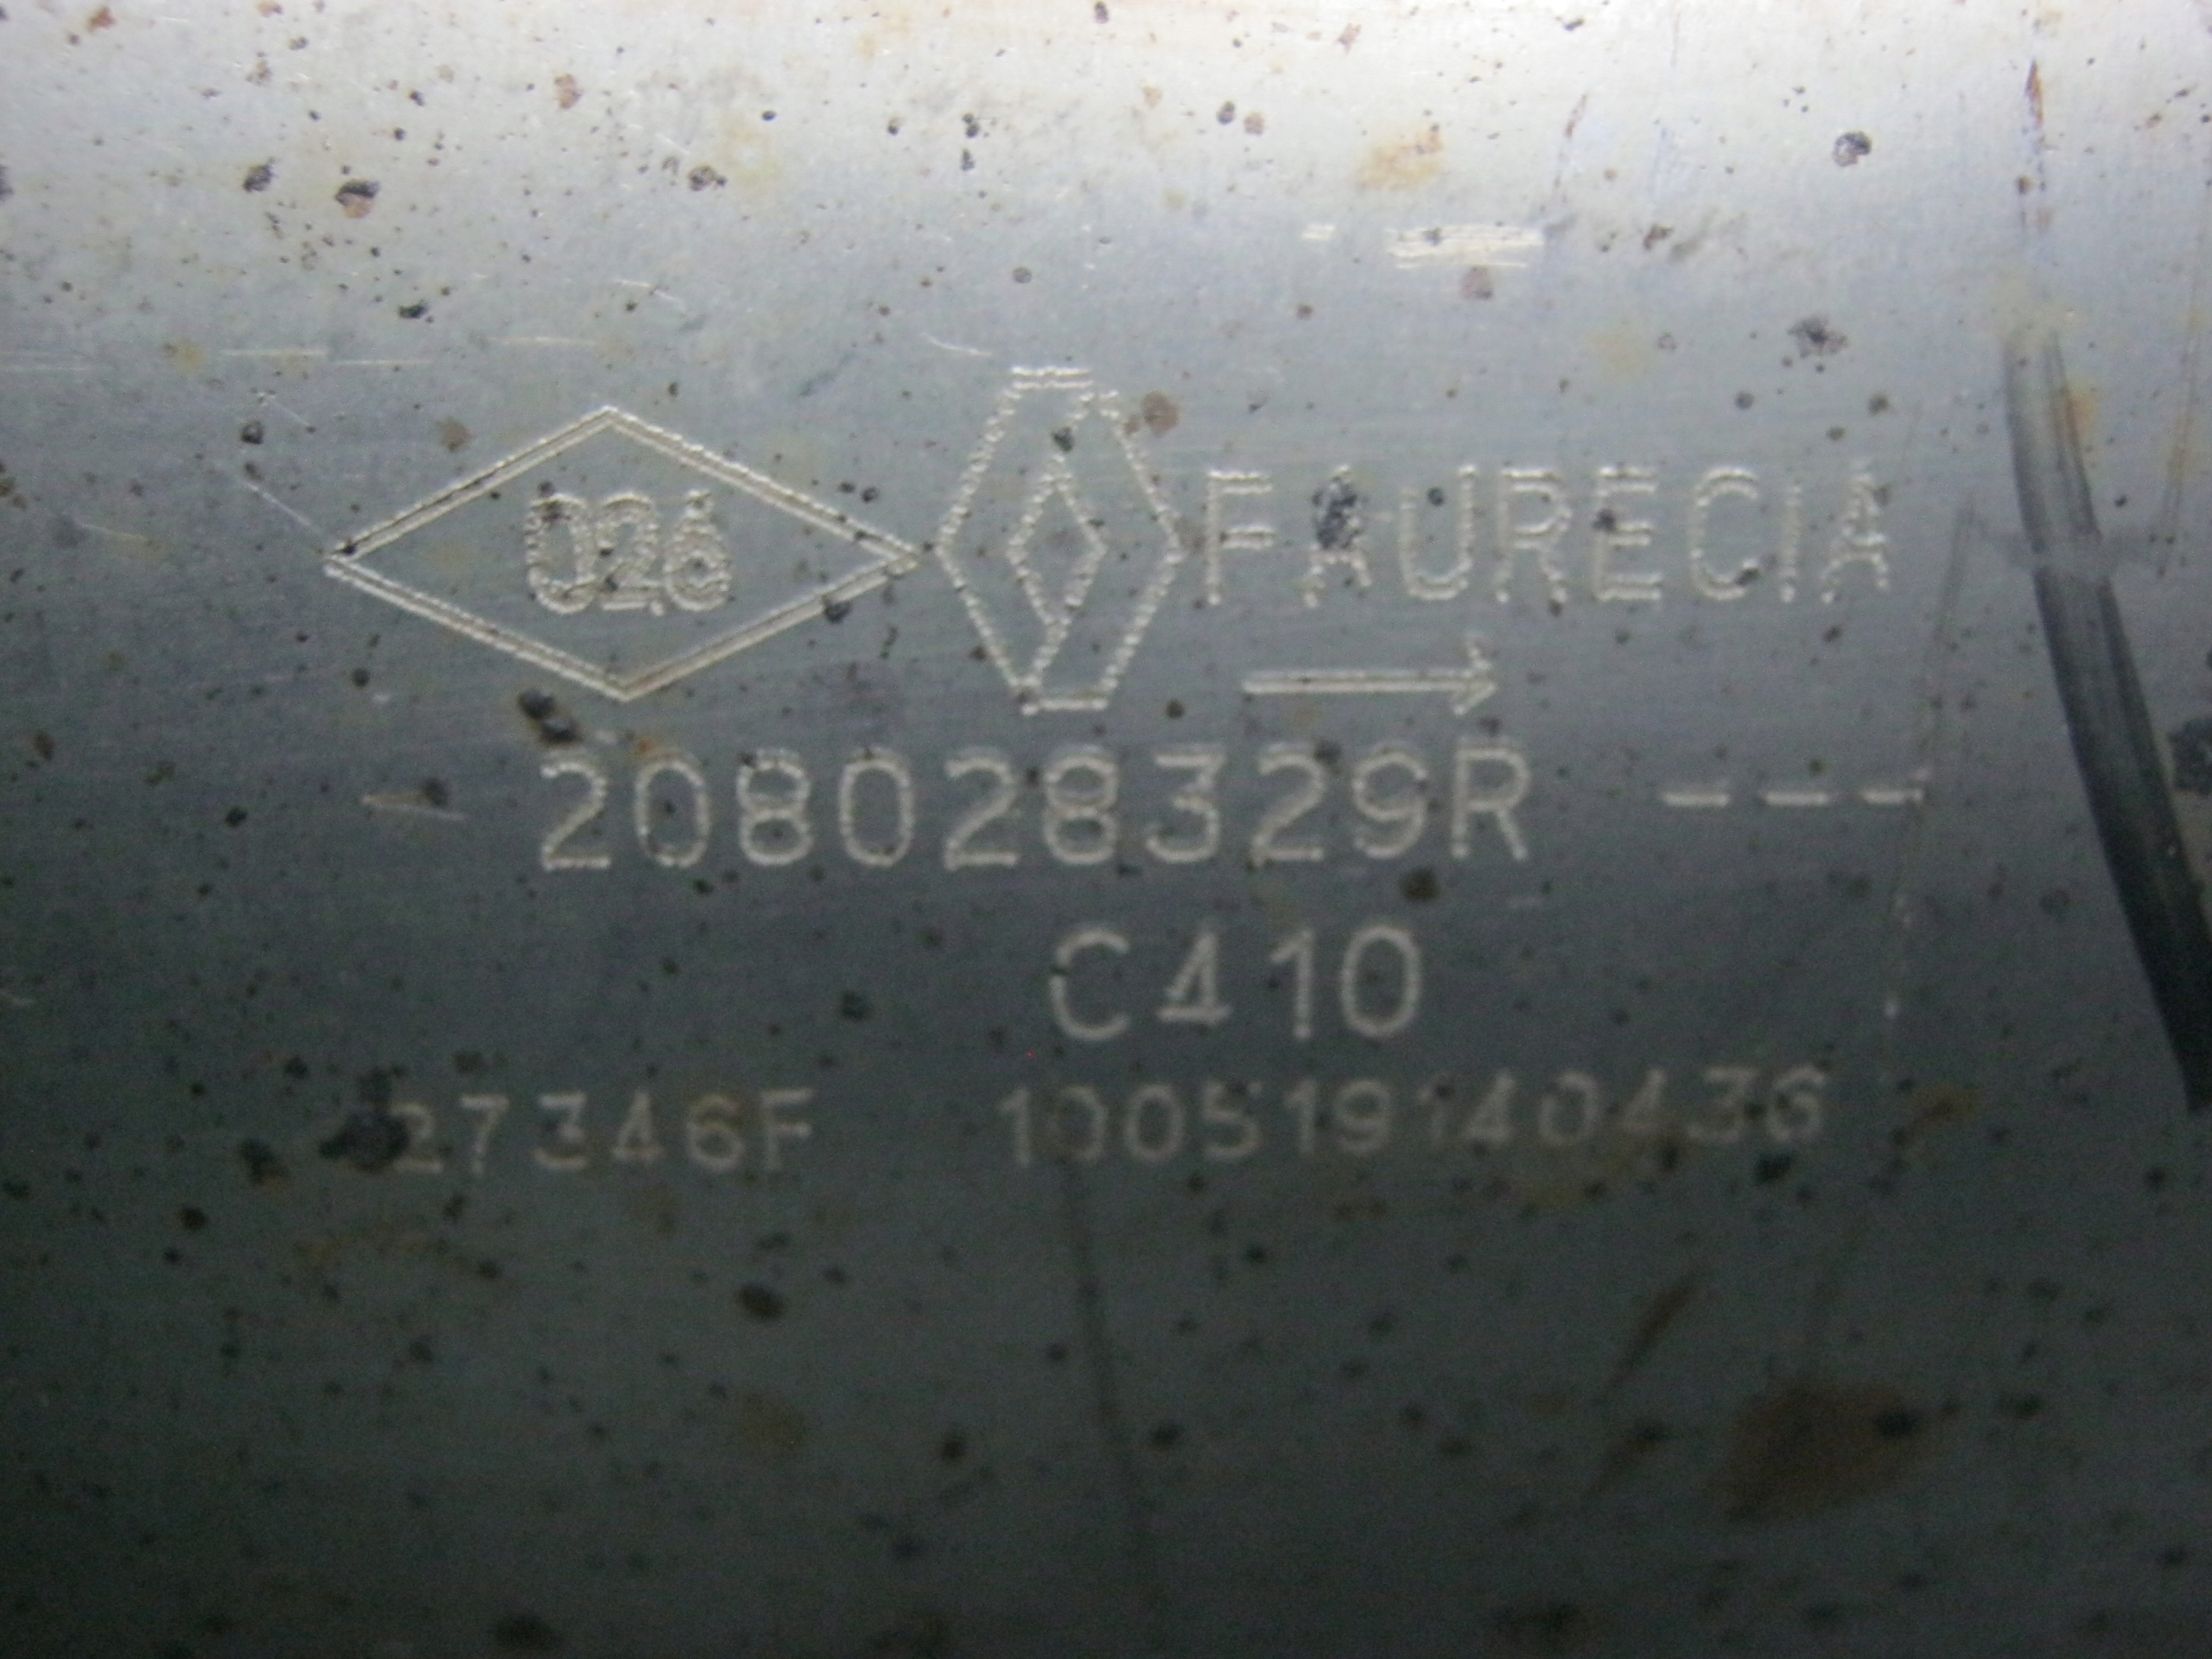 026 FAURECIA
208028329R ---
C410
27346F 100519140436